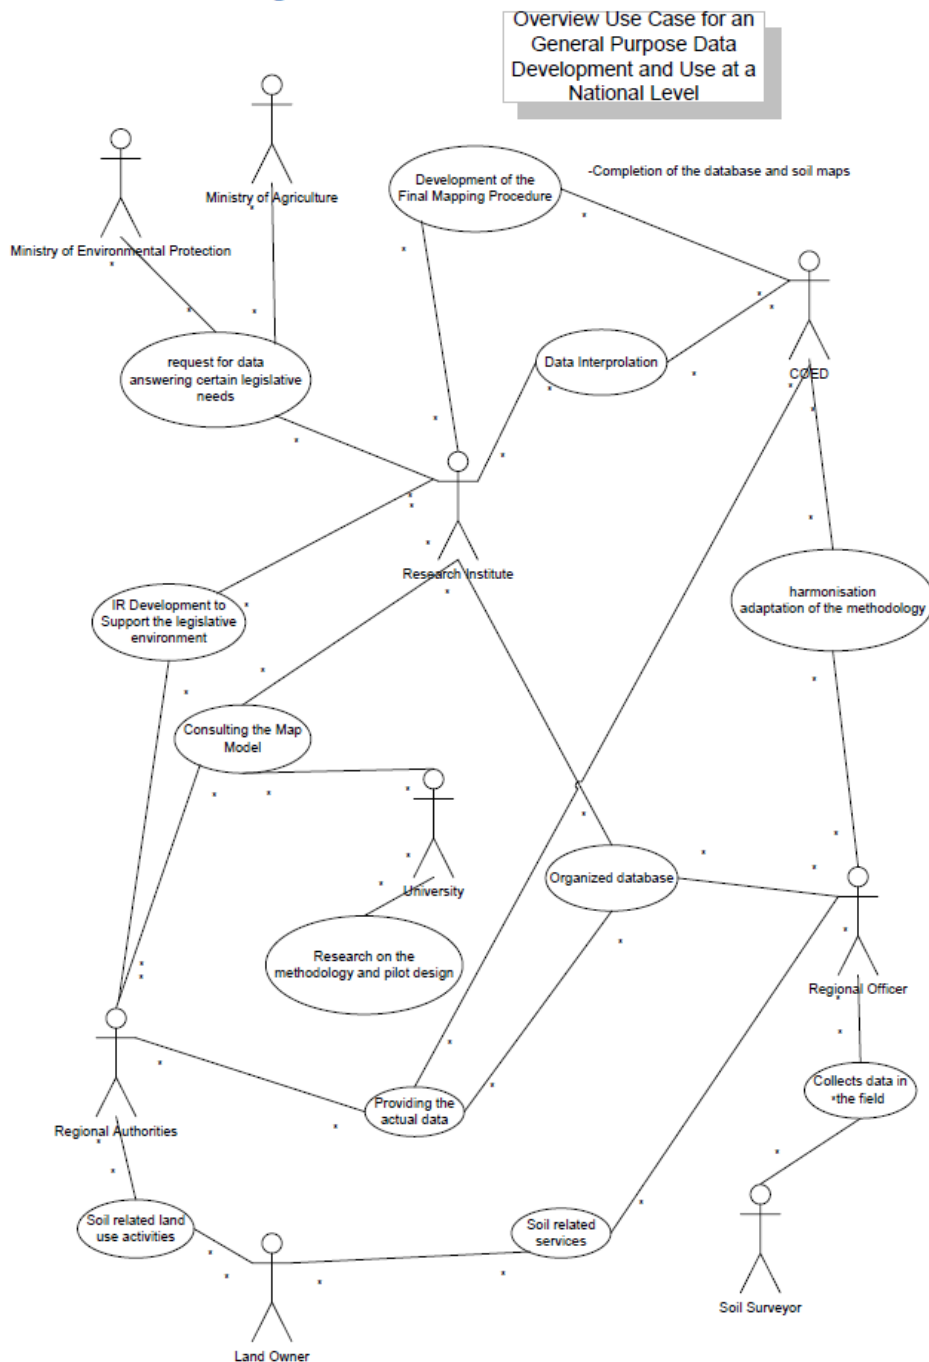 Overview Use Case for an
General Purpose Data
Development and Use at a
National Level
Ministry of Agriculture
Ministry of Environmental Protection
Development of the
Final Mapping Procedure
-Completion of the database and soil maps
request for data
answering certain legislative
needs
Data Interprolation
COED
Research Institute
IR Development to
Support the legislative
environment
harmonisation
adaptation of the methodology
Consulting the Map
Model
University
Organized database
Research on the
methodology and pilot design
Regional Officer
Regional Authorities
Providing the
actual data
Collects data in
the field
Soil related land
use activities
Soil related
services
Soil Surveyor
Land Owner